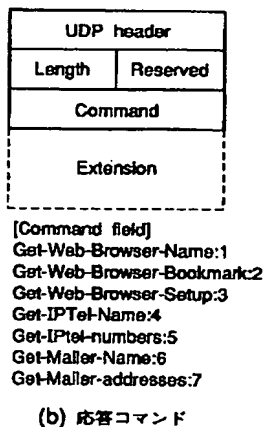 UDP header
Length Reserved
Command
Extension
[Command field]
Get-Web-Browser-Name:1
Get-Web-Browser-Bookmark:2
Get-Web-Browser-Setup:3
Get-IPTel-Name:4
Get-IPtel-numbers:5
Get-Mailer-Name:6
Get-Mailer-addresses:7
(b) 応答コマンド